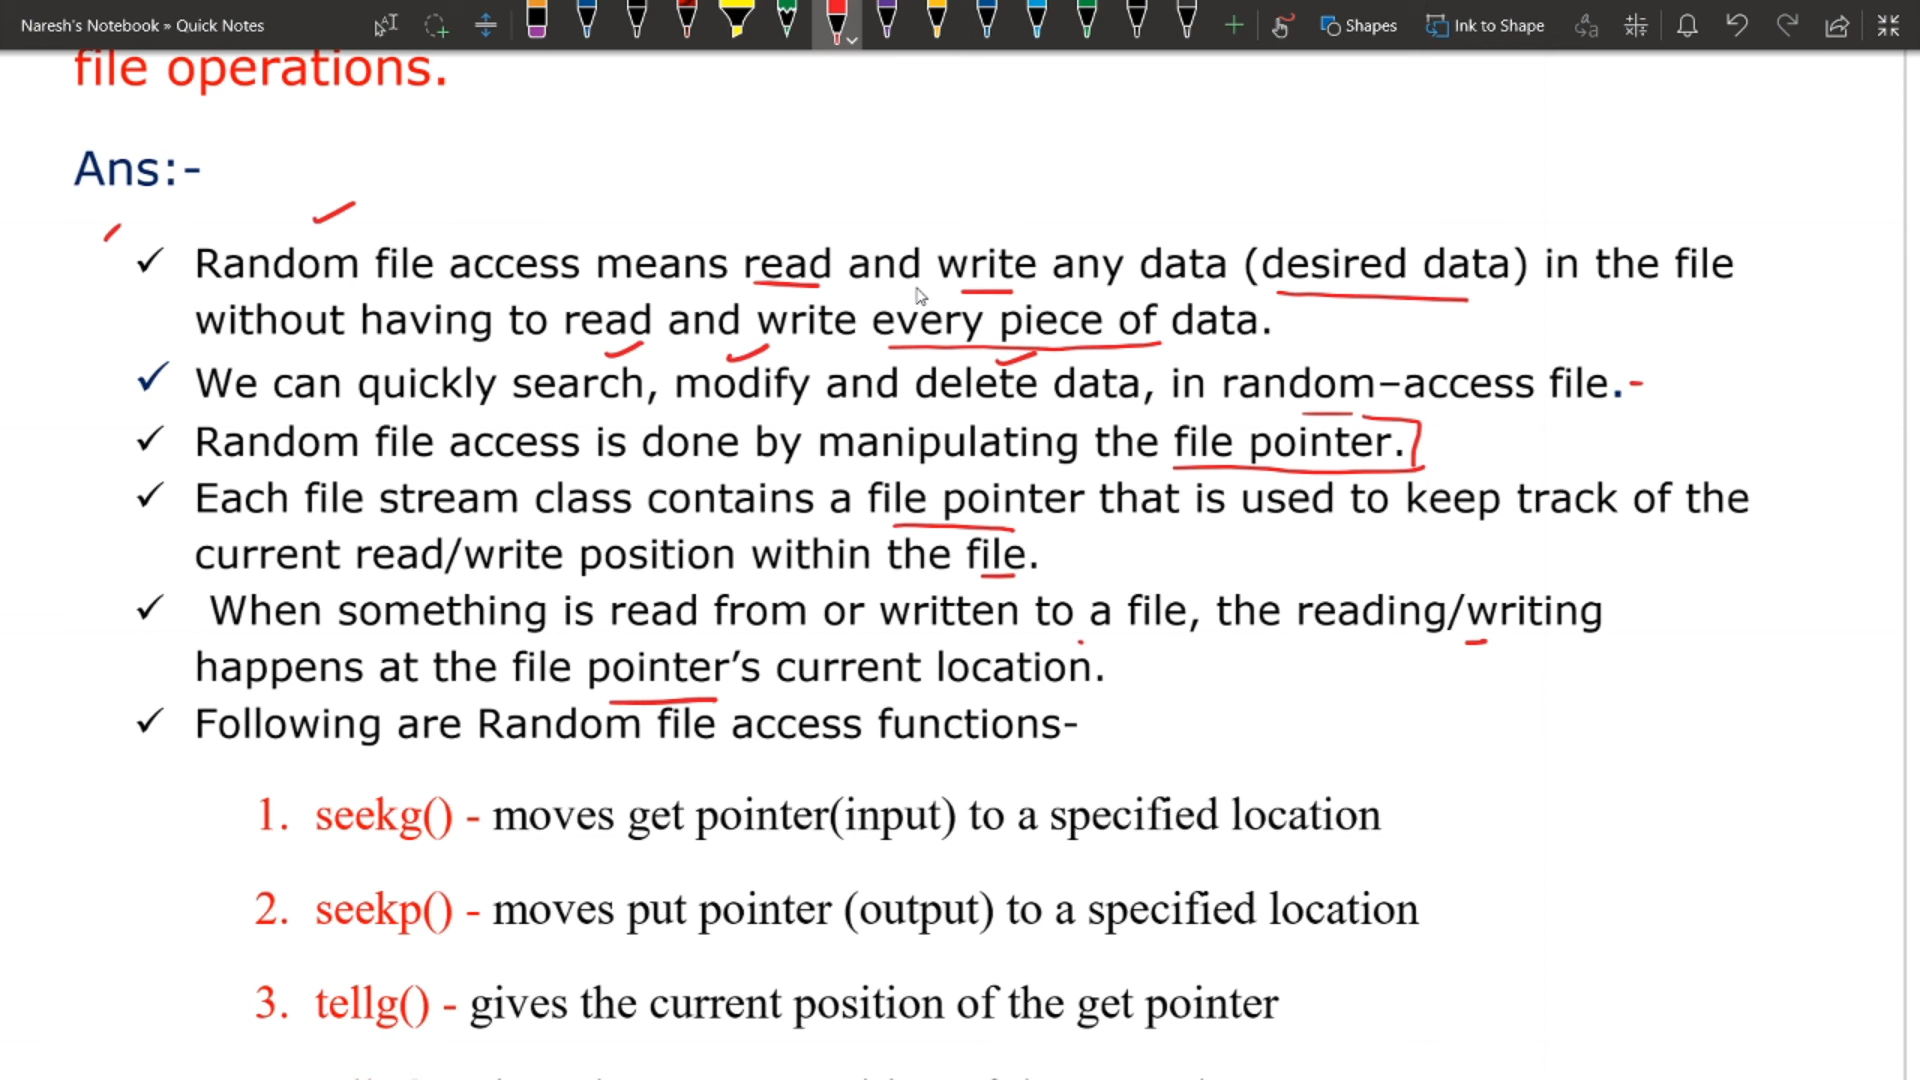 Naresh's Notebook » Quick Notes
Shapes
Ink to Shape
file operations.
Ans:-
✓ Random file access means read and write any data (desired data) in the file
without having to read and write every piece of data.
✓ We can quickly search, modify and delete data, in random–access file.
✓ Random file access is done by manipulating the file pointer.
✓ Each file stream class contains a file pointer that is used to keep track of the
current read/write position within the file.
✓ When something is read from or written to a file, the reading/writing
happens at the file pointer’s current location.
✓ Following are Random file access functions-
1. seekg() - moves get pointer(input) to a specified location
2. seekp() - moves put pointer (output) to a specified location
3. tellg() - gives the current position of the get pointer